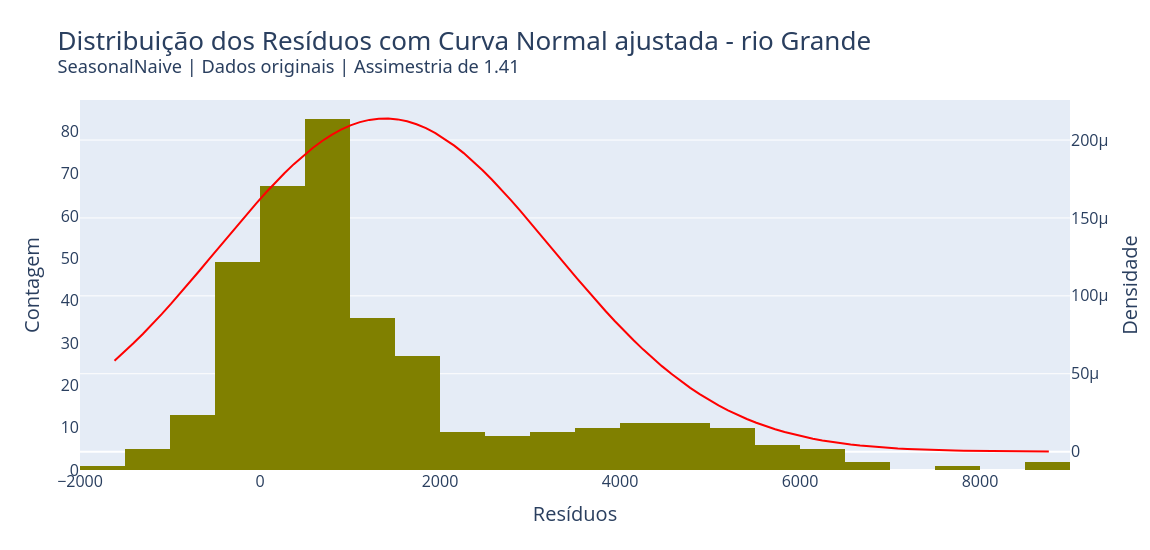 Distribuição dos Resíduos com Curva Normal ajustada - rio Grande
SeasonalNaive | Dados originais | Assimestria de 1.41
Contagem
80
70
60
50
40
30
20
10
0
200µ
150µ
100µ
50µ
0
Densidade
−2000
0
2000
4000
6000
8000
Resíduos